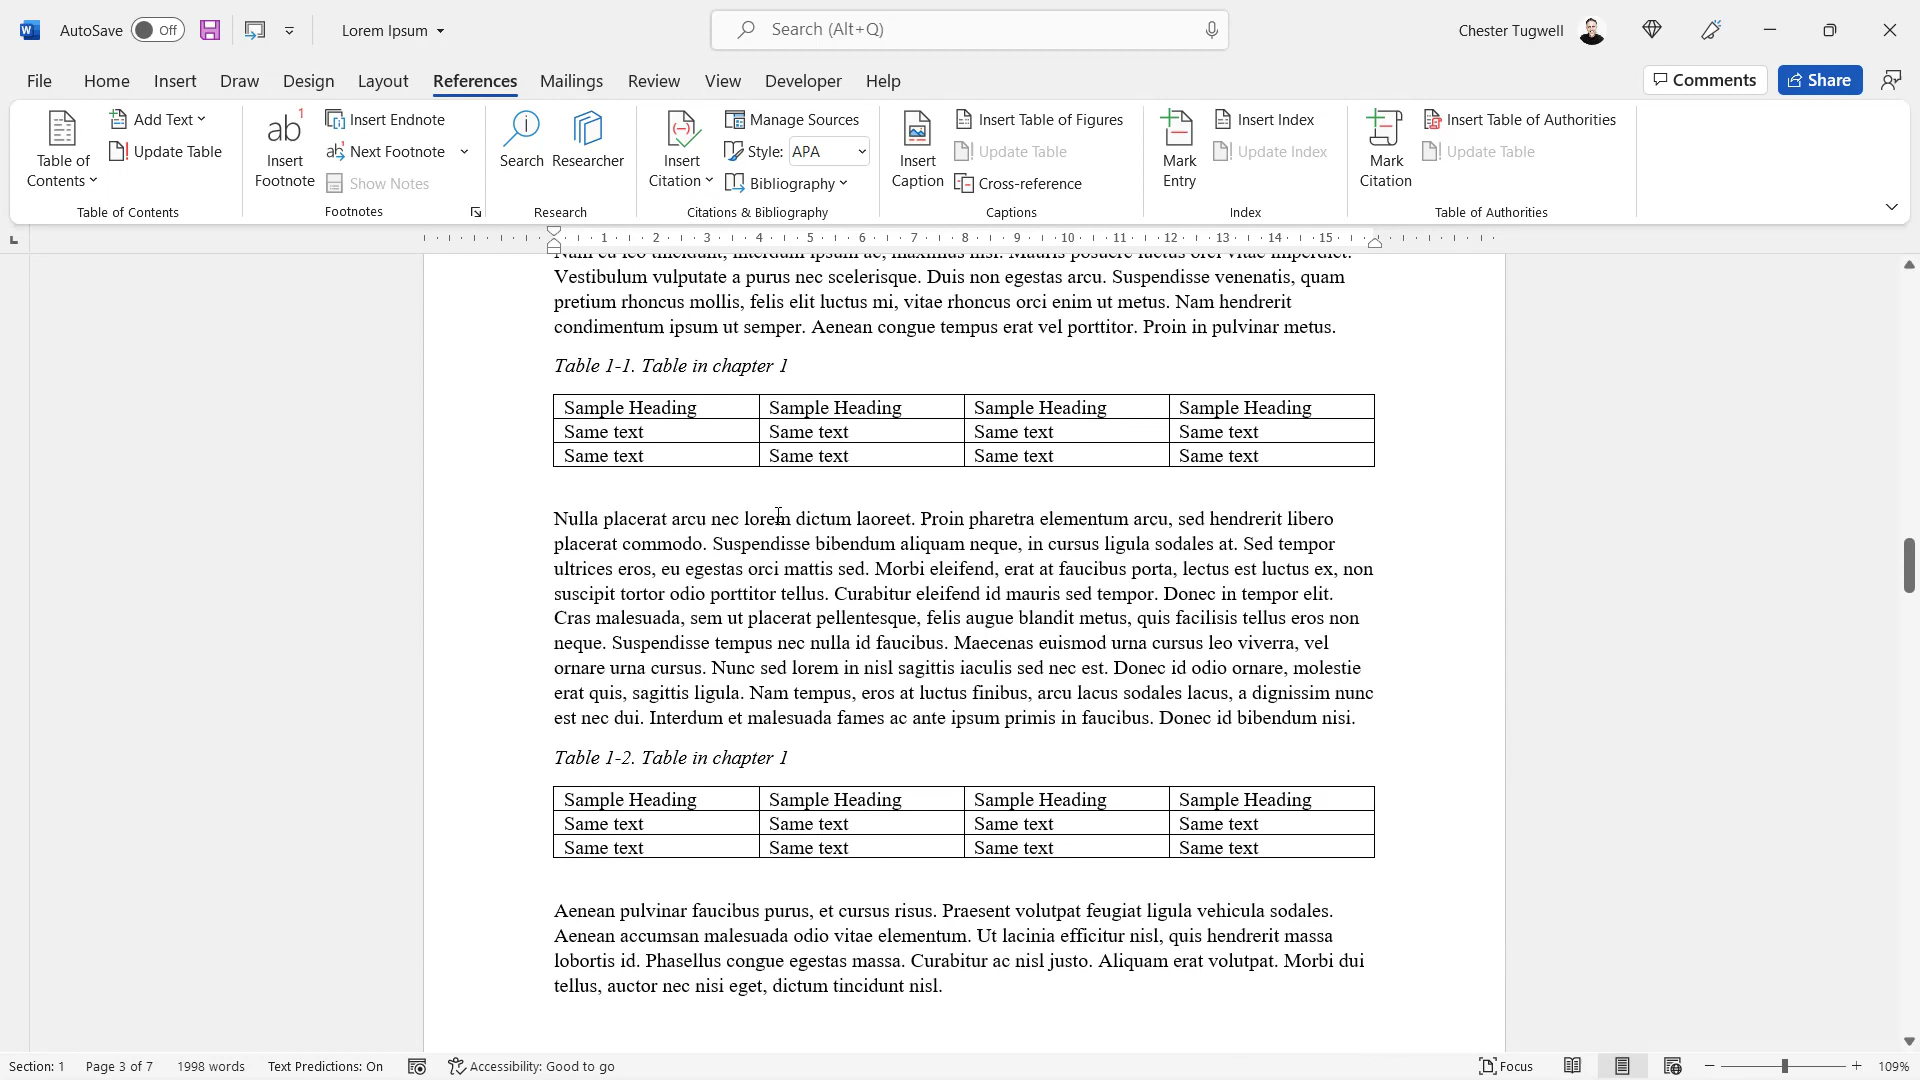 AutoSave Off Lorem Ipsum Search (Alt+Q) Chester Tugwell
File Home Insert Draw Design Layout References Mailings Review View Developer Help Comments Share
Table of Contents
Add Text
Update Table
Table of Contents
Insert Footnote
ab 1
Insert Endnote
Next Footnote
Show Notes
Footnotes
Search
Researcher
Research
Insert Citation
Manage Sources
Style: APA
Bibliography
Citations & Bibliography
Insert Caption
Insert Table of Figures
Update Table
Cross-reference
Captions
Mark Entry
Insert Index
Update Index
Index
Mark Citation
Insert Table of Authorities
Update Table
Table of Authorities
1 2 3 4 5 6 7 8 9 10 11 12 13 14 15
Nam eu leo tincidunt, interdum ipsum ac, maximus nisl. Mauris posuere luctus orci vitae imperdiet.
Vestibulum vulputate a purus nec scelerisque. Duis non egestas arcu. Suspendisse venenatis, quam
pretium rhoncus mollis, felis elit luctus mi, vitae rhoncus orci enim ut metus. Nam hendrerit
condimentum ipsum ut semper. Aenean congue tempus erat vel porttitor. Proin in pulvinar metus.
Table 1-1. Table in chapter 1
Sample Heading Sample Heading Sample Heading Sample Heading
Same text Same text Same text Same text
Same text Same text Same text Same text
Nulla placerat arcu nec lorem dictum laoreet. Proin pharetra elementum arcu, sed hendrerit libero
placerat commodo. Suspendisse bibendum aliquam neque, in cursus ligula sodales at. Sed tempor
ultrices eros, eu egestas orci mattis sed. Morbi eleifend, erat at faucibus porta, lectus est luctus ex, non
suscipit tortor odio porttitor tellus. Curabitur eleifend id mauris sed tempor. Donec in tempor elit.
Cras malesuada, sem ut placerat pellentesque, felis augue blandit metus, quis facilisis tellus eros non
neque. Suspendisse tempus nec nulla id faucibus. Maecenas euismod urna cursus leo viverra, vel
ornare urna cursus. Nunc sed lorem in nisl sagittis iaculis sed nec est. Donec id odio ornare, molestie
erat quis, sagittis ligula. Nam tempus, eros at luctus finibus, arcu lacus sodales lacus, a dignissim nunc
est nec dui. Interdum et malesuada fames ac ante ipsum primis in faucibus. Donec id bibendum nisi.
Table 1-2. Table in chapter 1
Sample Heading Sample Heading Sample Heading Sample Heading
Same text Same text Same text Same text
Same text Same text Same text Same text
Aenean pulvinar faucibus purus, et cursus risus. Praesent volutpat feugiat ligula vehicula sodales.
Aenean accumsan malesuada odio vitae elementum. Ut lacinia efficitur nisl, quis hendrerit massa
lobortis id. Phasellus congue egestas massa. Curabitur ac nisl justo. Aliquam erat volutpat. Morbi dui
tellus, auctor nec nisi eget, dictum tincidunt nisl.
Section: 1 Page 3 of 7 1998 words Text Predictions: On Accessibility: Good to go Focus 109%